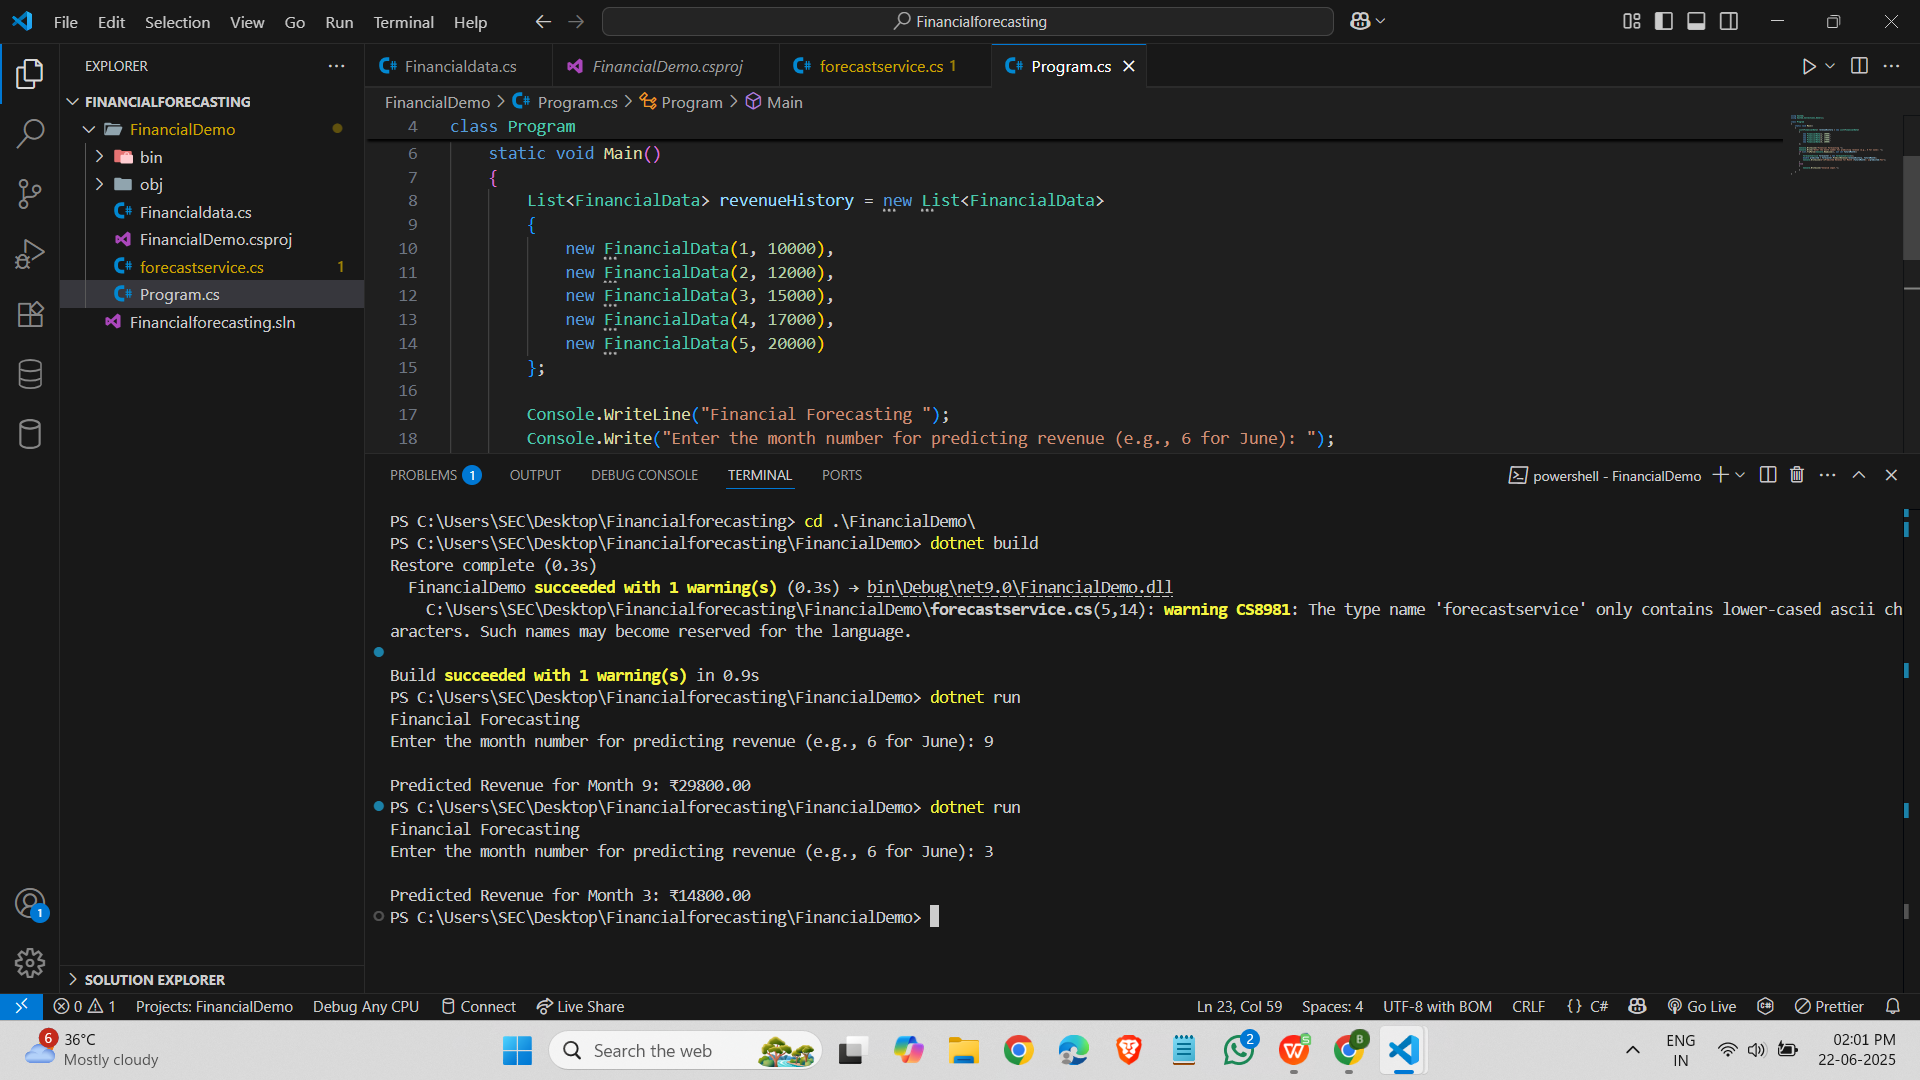 File Edit Selection View Go Run Terminal Help Financialforecasting
EXPLORER
FINANCIALFORECASTING
FinancialDemo
bin
obj
Financialdata.cs
FinancialDemo.csproj
forecastservice.cs 1
Program.cs
Financialforecasting.sln
SOLUTION EXPLORER
Financialdata.cs FinancialDemo.csproj forecastservice.cs 1 Program.cs
FinancialDemo > Program.cs > Program > Main
4 class Program
6 static void Main()
7 {
8 List<FinancialData> revenueHistory = new List<FinancialData>
9 {
10 new FinancialData(1, 10000),
11 new FinancialData(2, 12000),
12 new FinancialData(3, 15000),
13 new FinancialData(4, 17000),
14 new FinancialData(5, 20000)
15 };
16
17 Console.WriteLine("Financial Forecasting ");
18 Console.Write("Enter the month number for predicting revenue (e.g., 6 for June): ");
PROBLEMS 1 OUTPUT DEBUG CONSOLE TERMINAL PORTS powershell - FinancialDemo
PS C:\Users\SEC\Desktop\Financialforecasting> cd .\FinancialDemo\
PS C:\Users\SEC\Desktop\Financialforecasting\FinancialDemo> dotnet build
Restore complete (0.3s)
FinancialDemo succeeded with 1 warning(s) (0.3s) → bin\Debug\net9.0\FinancialDemo.dll
C:\Users\SEC\Desktop\Financialforecasting\FinancialDemo\forecastservice.cs(5,14): warning CS8981: The type name 'forecastservice' only contains lower-cased ascii ch
aracters. Such names may become reserved for the language.
Build succeeded with 1 warning(s) in 0.9s
PS C:\Users\SEC\Desktop\Financialforecasting\FinancialDemo> dotnet run
Financial Forecasting
Enter the month number for predicting revenue (e.g., 6 for June): 9
Predicted Revenue for Month 9: ₹29800.00
PS C:\Users\SEC\Desktop\Financialforecasting\FinancialDemo> dotnet run
Financial Forecasting
Enter the month number for predicting revenue (e.g., 6 for June): 3
Predicted Revenue for Month 3: ₹14800.00
PS C:\Users\SEC\Desktop\Financialforecasting\FinancialDemo>
1
0 1 Projects: FinancialDemo Debug Any CPU Connect Live Share Ln 23, Col 59 Spaces: 4 UTF-8 with BOM CRLF {} C# Go Live Prettier
6 36°C
Mostly cloudy
Search the web
2
ENG
IN
02:01 PM
22-06-2025